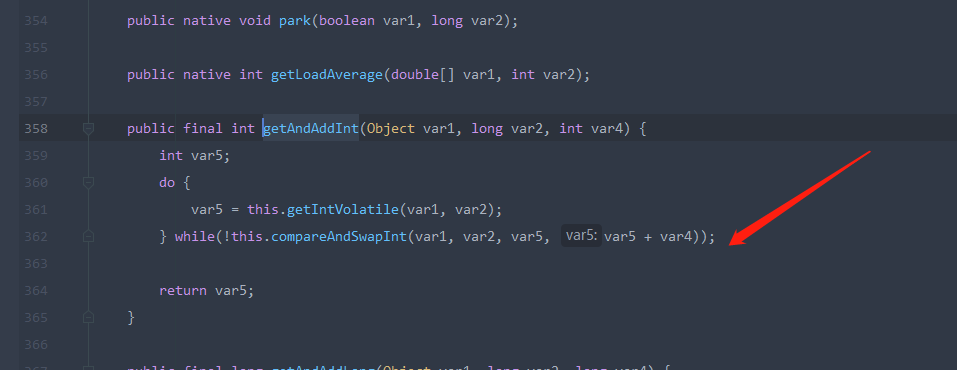 354 public native void park(boolean var1, long var2);
355
356 public native int getLoadAverage(double[] var1, int var2);
357
358 public final int getAndAddInt(Object var1, long var2, int var4) {
359 int var5;
360 do {
361 var5 = this.getIntVolatile(var1, var2);
362 } while(!this.compareAndSwapInt(var1, var2, var5, var5: var5 + var4));
363
364 return var5;
365 }
366
public final long getAndAddLong(Object var1, long var2, long var4) {